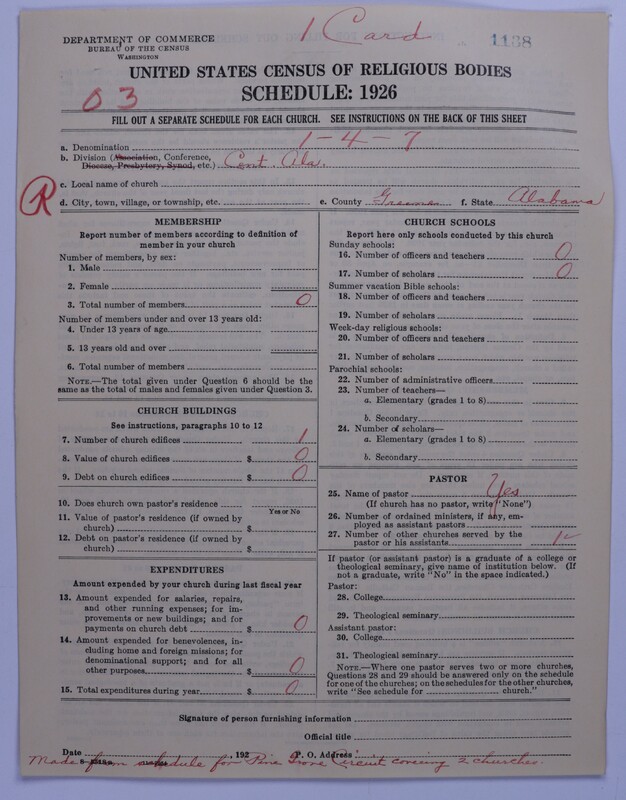 1 Card
1138
DEPARTMENT OF COMMERCE
BUREAU OF THE CENSUS
WASHINGTON
UNITED STATES CENSUS OF RELIGIOUS BODIES
SCHEDULE: 1926
03
FILL OUT A SEPARATE SCHEDULE FOR EACH CHURCH. SEE INSTRUCTIONS ON THE BACK OF THIS SHEET
a. Denomination 1-4-7
b. Division (Association, Conference,
Diocese, Presbytery, Synod, etc.) Cent. Ala.
c. Local name of church
R
d. City, town, village, or township, etc. e. County f. State Alabama
MEMBERSHIP
Report number of members according to definition of
member in your church
Number of members, by sex:
1. Male
2. Female
3. Total number of members 0
Number of members under and over 13 years old:
4. Under 13 years of age
5. 13 years old and over
6. Total number of members
NOTE.—The total given under Question 6 should be the
same as the total of males and females given under Question 3.
CHURCH BUILDINGS
See instructions, paragraphs 10 to 12
7. Number of church edifices 1
8. Value of church edifices $ 0
9. Debt on church edifices $ 0
10. Does church own pastor's residence
Yes or No
11. Value of pastor's residence (if owned by
church) $
12. Debt on pastor's residence (if owned by
church) $
EXPENDITURES
Amount expended by your church during last fiscal year
13. Amount expended for salaries, repairs,
and other running expenses; for im-
provements or new buildings; and for
payments on church debt $ 0
14. Amount expended for benevolences, in-
cluding home and foreign missions; for
denominational support; and for all
other purposes $ 0
15. Total expenditures during year $ 0
CHURCH SCHOOLS
Report here only schools conducted by this church
Sunday schools:
16. Number of officers and teachers 0
17. Number of scholars 0
Summer vacation Bible schools:
18. Number of officers and teachers
19. Number of scholars
Week-day religious schools:
20. Number of officers and teachers
21. Number of scholars
Parochial schools:
22. Number of administrative officers
23. Number of teachers—
a. Elementary (grades 1 to 8)
b. Secondary
24. Number of scholars—
a. Elementary (grades 1 to 8)
b. Secondary
PASTOR
25. Name of pastor Yes
(If church has no pastor, write "None")
26. Number of ordained ministers, if any, em-
ployed as assistant pastors
27. Number of other churches served by the
pastor or his assistants
If pastor (or assistant pastor) is a graduate of a college or
theological seminary, give name of institution below. (If
not a graduate, write "No" in the space indicated.)
Pastor:
28. College
29. Theological seminary
Assistant pastor:
30. College
31. Theological seminary
NOTE.—Where one pastor serves two or more churches,
Questions 28 and 29 should be answered only on the schedule
for one of the churches; on the schedules for the other churches,
write "See schedule for church."
Signature of person furnishing information
Official title
Date , 192 P. O. Address
Made from schedule for Pine Grove Circuit covering 2 churches.